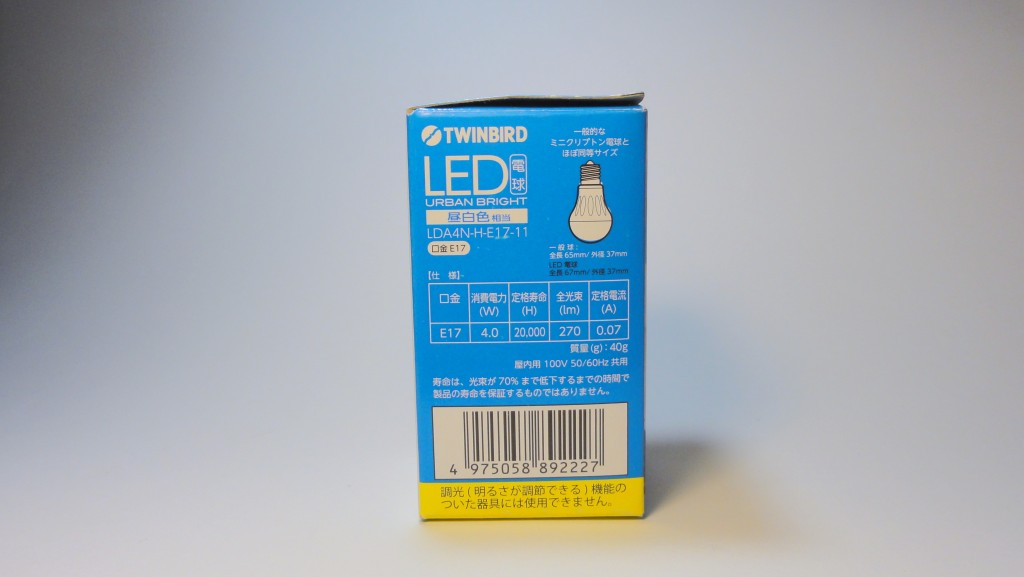 TWINBIRD
LED電球
URBAN BRIGHT
昼白色 相当
LDA4N-H-E17-11
口金 E17
一般的な
ミニクリプトン電球と
ほぼ同等サイズ
一般球:
全長 65mm/ 外径 37mm
LED 電球
全長 67mm/ 外径 37mm
【仕 様】
口金 消費電力(W) 定格寿命(H) 全光束(lm) 定格電流(A)
E17 4.0 20,000 270 0.07
質量(g):40g
屋内用 100V 50/60Hz 共用
寿命は、光束が 70% まで低下するまでの時間で
製品の寿命を保証するものではありません。
4 975058 892227
調光 ( 明るさが調節できる ) 機能の
ついた器具には使用できません。